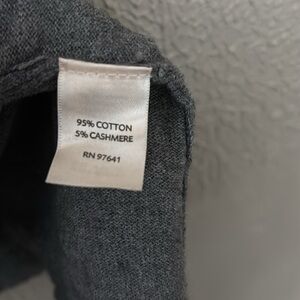 95% COTTON
5% CASHMERE
RN 97641